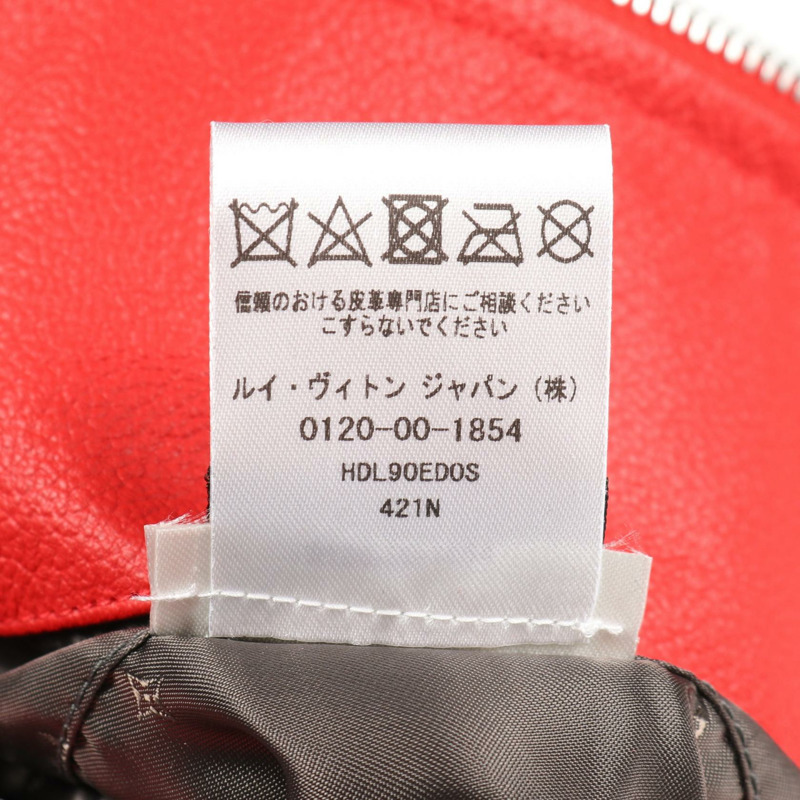 信頼のおける皮革専門店にご相談ください
こすらないでください
ルイ・ヴィトン ジャパン (株)
0120-00-1854
HDL90EDOS
421N